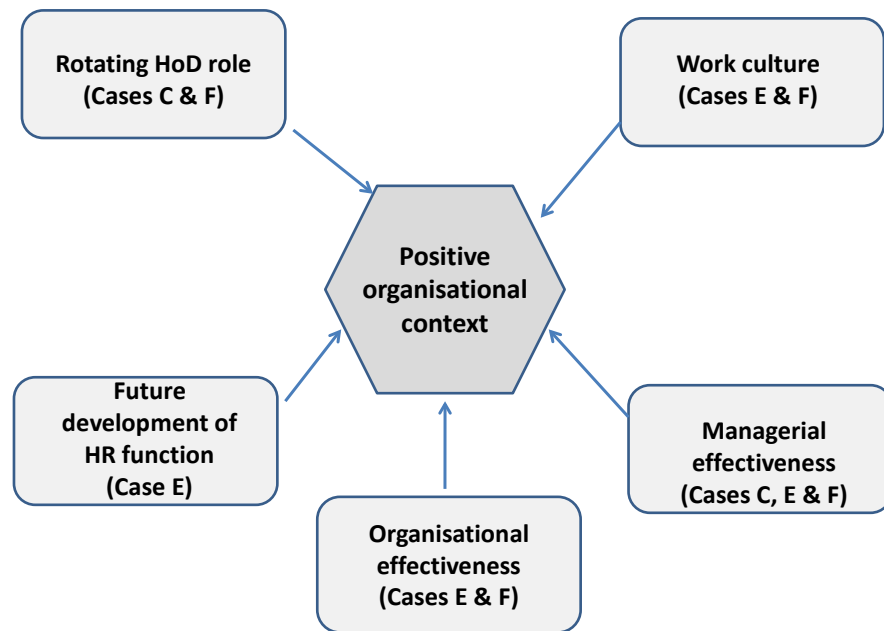 Rotating HoD role
(Cases C & F)
Work culture
(Cases E & F)
Positive
organisational
context
Future
development of
HR function
(Case E)
Managerial
effectiveness
(Cases C, E & F)
Organisational
effectiveness
(Cases E & F)